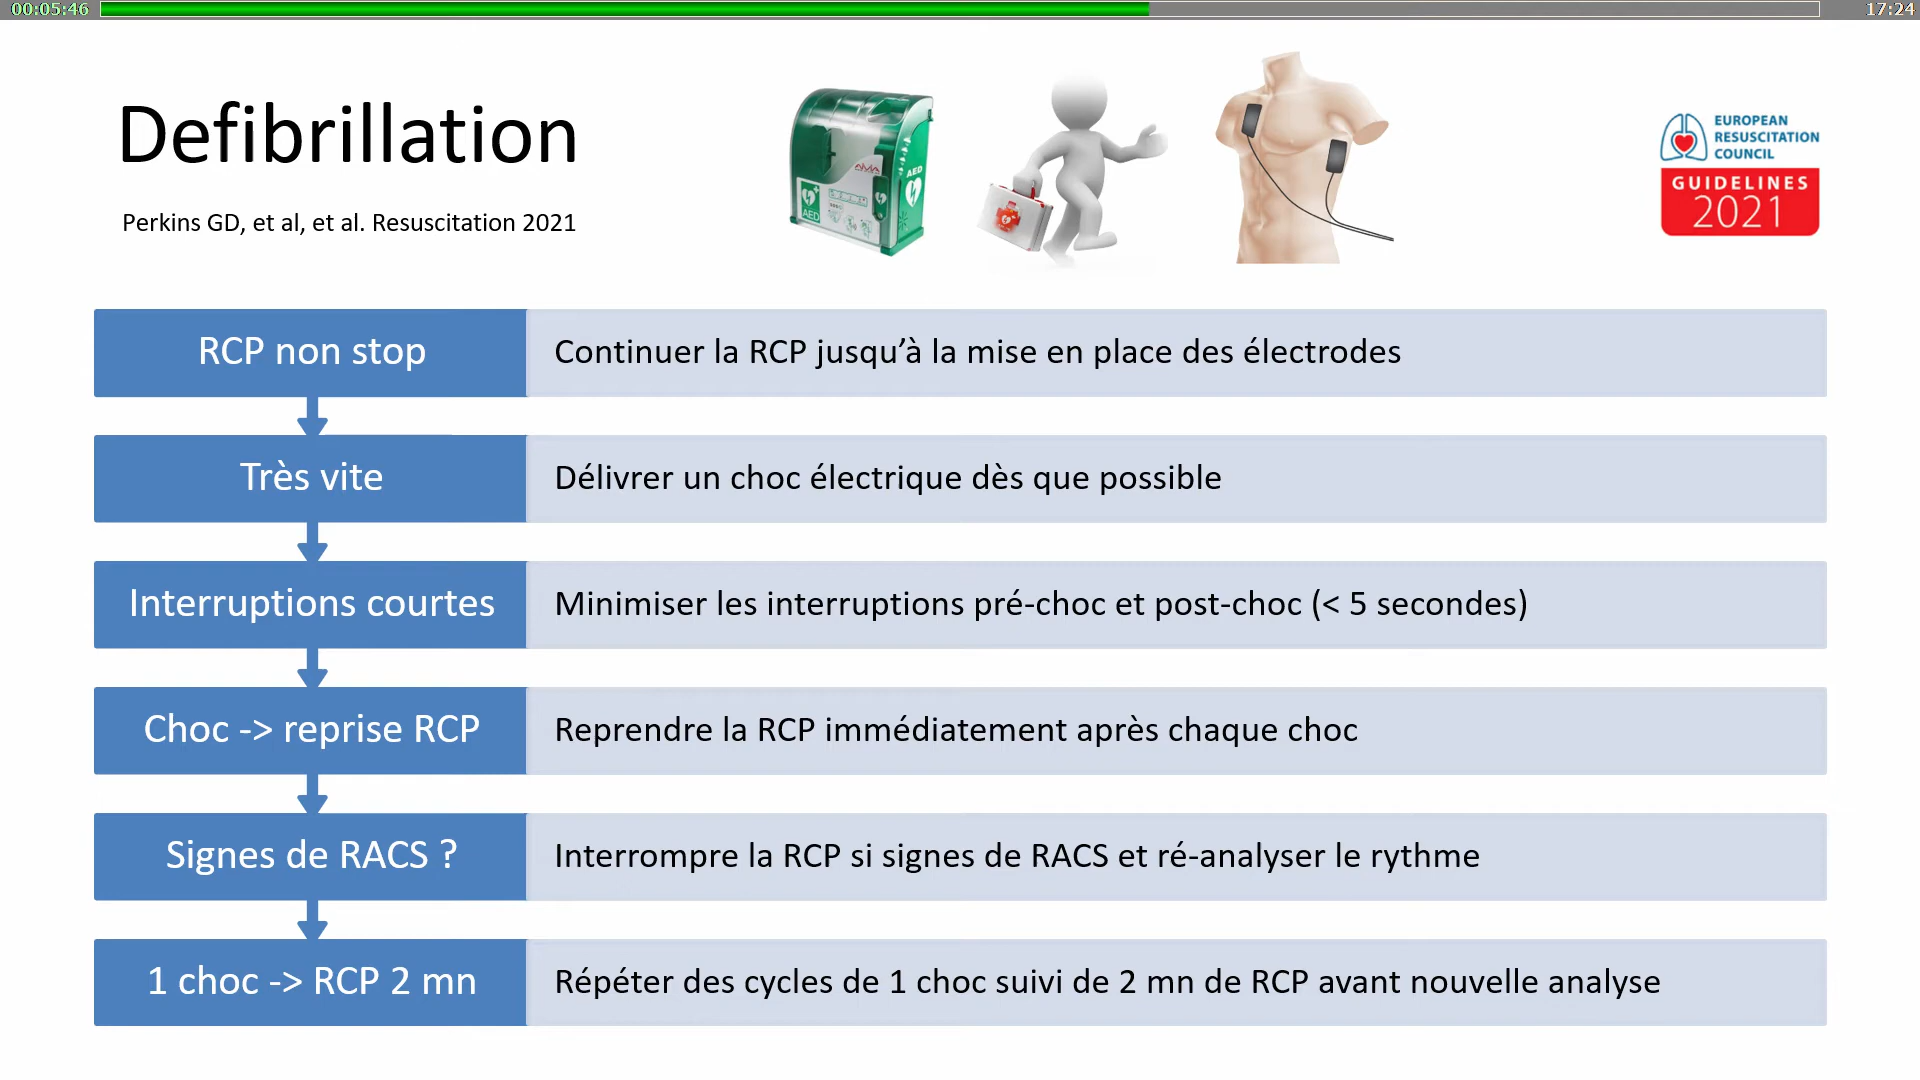 00:05:46
17:24
Defibrillation
Perkins GD, et al, et al. Resuscitation 2021
AED
AED
EUROPEAN
RESUSCITATION
COUNCIL
GUIDELINES
2021
RCP non stop
Continuer la RCP jusqu’à la mise en place des électrodes
Très vite
Délivrer un choc électrique dès que possible
Interruptions courtes
Minimiser les interruptions pré-choc et post-choc (< 5 secondes)
Choc -> reprise RCP
Reprendre la RCP immédiatement après chaque choc
Signes de RACS ?
Interrompre la RCP si signes de RACS et ré-analyser le rythme
1 choc -> RCP 2 mn
Répéter des cycles de 1 choc suivi de 2 mn de RCP avant nouvelle analyse